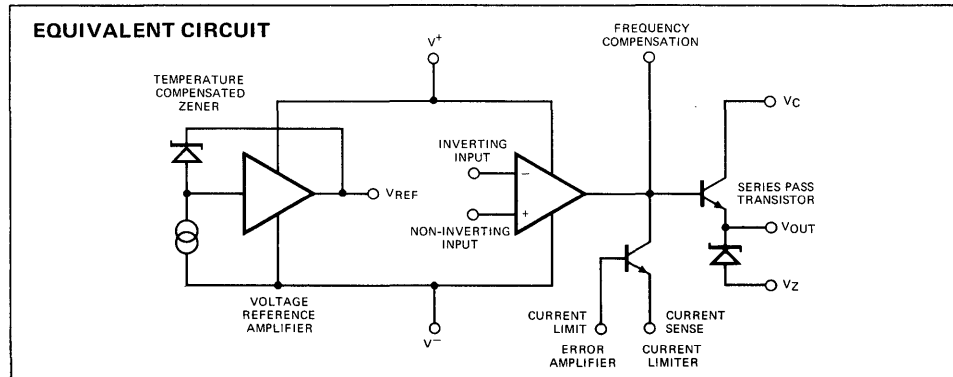 EQUIVALENT CIRCUIT
FREQUENCY
COMPENSATION
V+
TEMPERATURE
COMPENSATED
ZENER
VC
INVERTING
INPUT
−
VREF
SERIES PASS
TRANSISTOR
+
NON-INVERTING
INPUT
VOUT
VZ
VOLTAGE
REFERENCE
AMPLIFIER
V−
CURRENT
LIMIT
CURRENT
SENSE
ERROR
AMPLIFIER
CURRENT
LIMITER